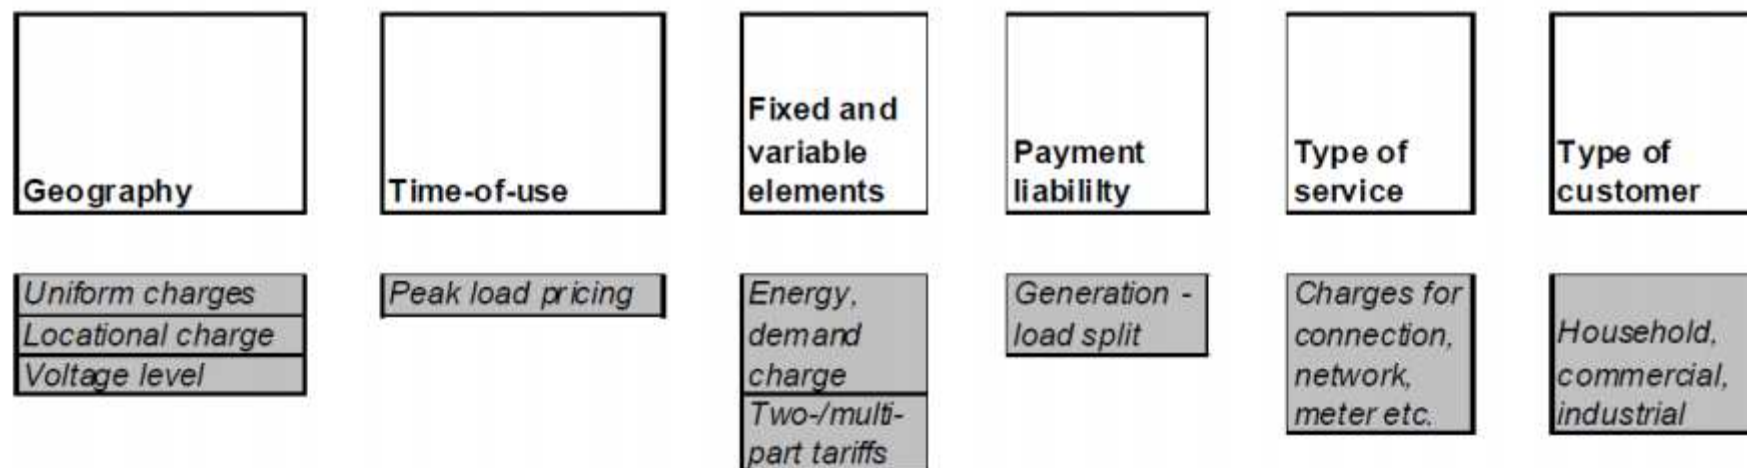 Geography
Time-of-use
Fixed and
variable
elements
Payment
liabililty
Type of
service
Type of
customer
Uniform charges
Locational charge
Voltage level
Peak load pricing
Energy,
demand
charge
Two-/multi-
part tariffs
Generation -
load split
Charges for
connection,
network,
meter etc.
Household,
commercial,
industrial